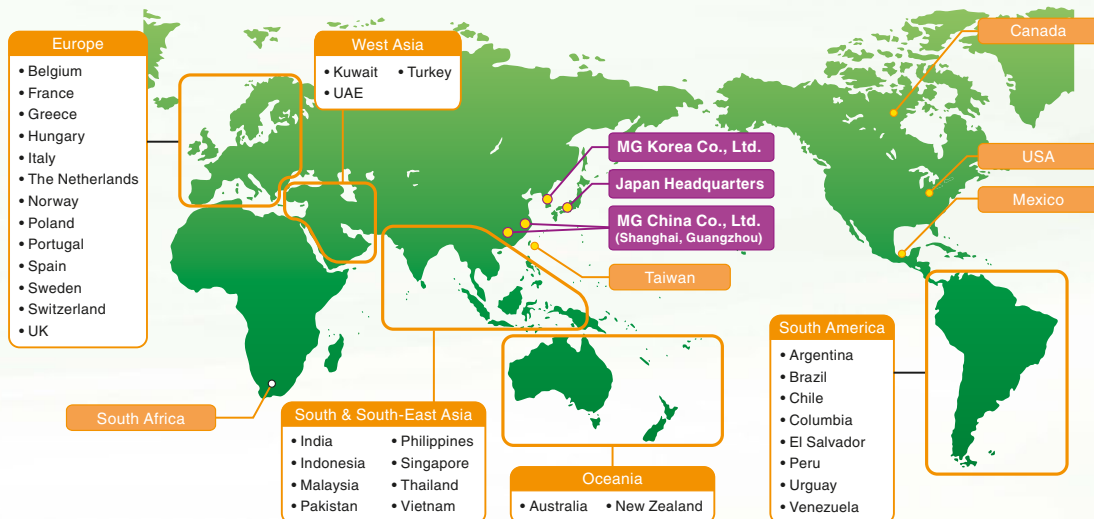 Europe
• Belgium
• France
• Greece
• Hungary
• Italy
• The Netherlands
• Norway
• Poland
• Portugal
• Spain
• Sweden
• Switzerland
• UK
West Asia
• Kuwait • Turkey
• UAE
Canada
MG Korea Co., Ltd.
Japan Headquarters
MG China Co., Ltd.
(Shanghai, Guangzhou)
Taiwan
USA
Mexico
South Africa
South & South-East Asia
• India • Philippines
• Indonesia • Singapore
• Malaysia • Thailand
• Pakistan • Vietnam
Oceania
• Australia • New Zealand
South America
• Argentina
• Brazil
• Chile
• Columbia
• El Salvador
• Peru
• Urguay
• Venezuela